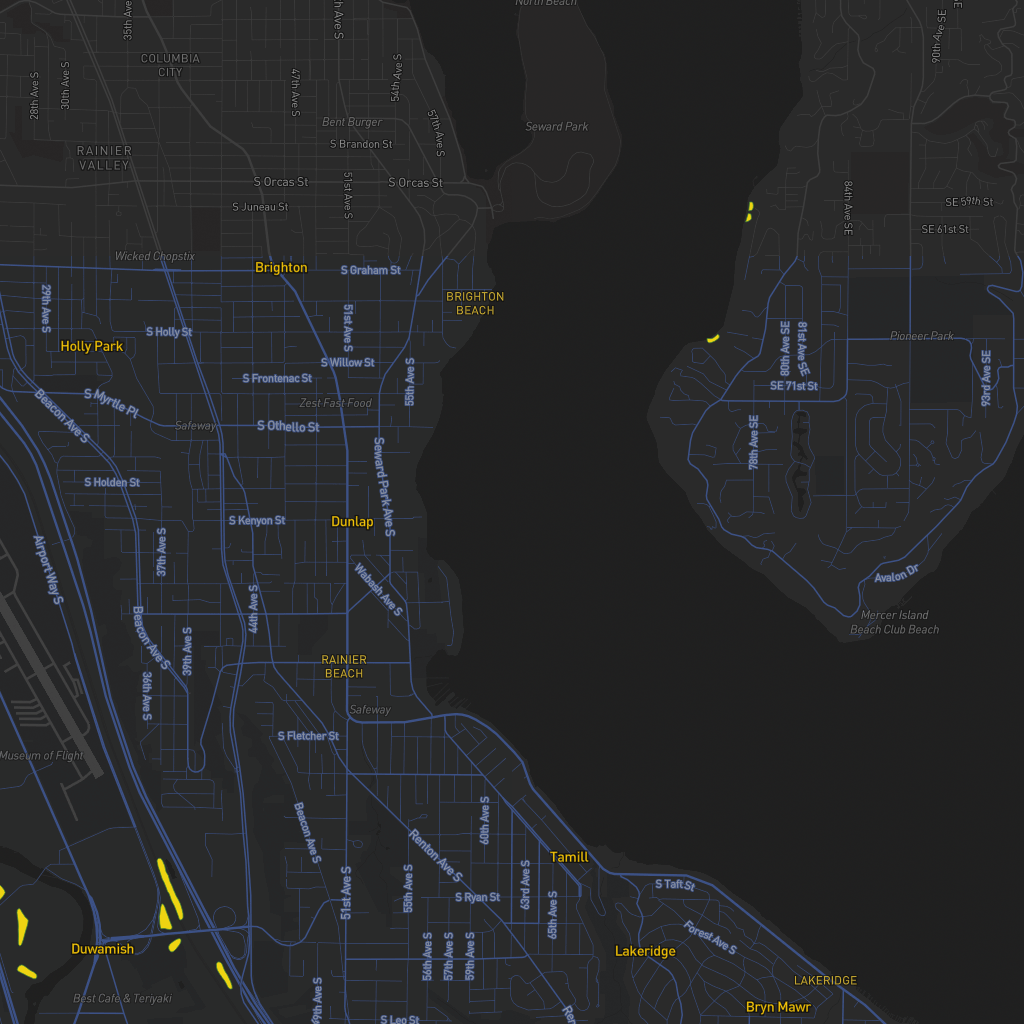 North Beach
35th Ave S
h Ave S
90th Ave SE
SE
COLUMBIA
CITY
28th Ave S
30th Ave S
47th Ave S
54th Ave S
57th Ave S
Bent Burger
Seward Park
S Brandon St
RAINIER
VALLEY
S Orcas St
S Orcas St
51st Ave S
84th Ave SE
SE 59th St
S Juneau St
SE 61st St
Wicked Chopstix
Brighton
S Graham St
29th Ave S
BRIGHTON
BEACH
S Holly St
51st Ave S
80th Ave SE
81st Ave SE
Pioneer Park
Holly Park
S Willow St
S Frontenac St
55th Ave S
SE 71st St
93rd Ave SE
S Myrtle Pl
Zest Fast Food
Beacon Ave S
Safeway
S Othello St
78th Ave SE
Seward Park Ave S
S Holden St
S Kenyon St
Dunlap
37th Ave S
Airport Way S
Wabash Ave S
Avalon Dr
44th Ave S
Mercer Island
Beach Club Beach
Beacon Ave S
39th Ave S
RAINIER
BEACH
36th Ave S
Safeway
S Fletcher St
Museum of Flight
Beacon Ave S
60th Ave S
Renton Ave S
Tamill
51st Ave S
55th Ave S
63rd Ave S
S Taft St
S Ryan St
65th Ave S
Forest Ave S
Duwamish
56th Ave S
57th Ave S
59th Ave S
Lakeridge
LAKERIDGE
Best Cafe & Teriyaki
49th Ave S
Bryn Mawr
S Leo St
Ren